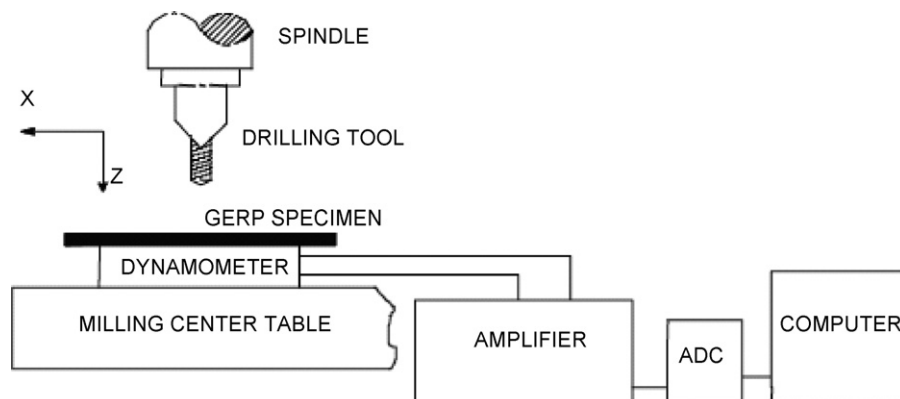 SPINDLE
X
DRILLING TOOL
Z
GERP SPECIMEN
DYNAMOMETER
MILLING CENTER TABLE
AMPLIFIER
ADC
COMPUTER